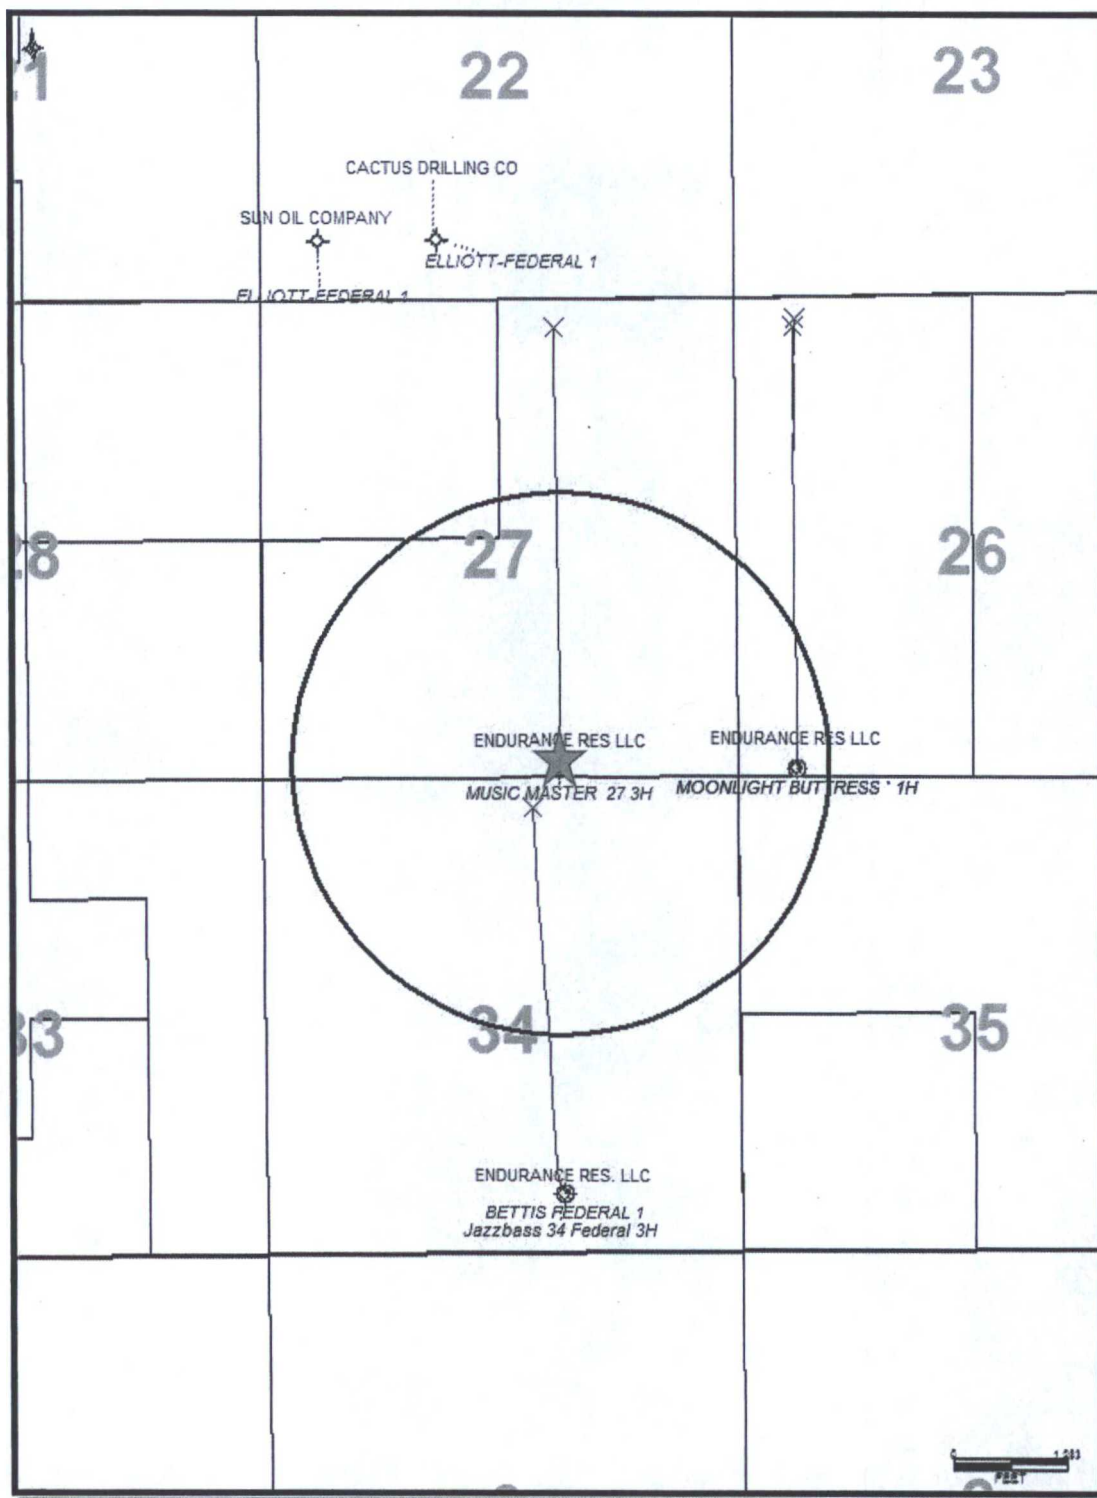 22
23
CACTUS DRILLING CO
SUN OIL COMPANY
ELLIOTT-FEDERAL 1
ELLIOTT-FEDERAL 1
27
26
ENDURANCE RES LLC
ENDURANCE RES LLC
MUSIC MASTER 27 3H
MOONLIGHT BUTTRESS 1H
34
35
ENDURANCE RES. LLC
BETTIS FEDERAL 1
Jazzbass 34 Federal 3H
0
FEET